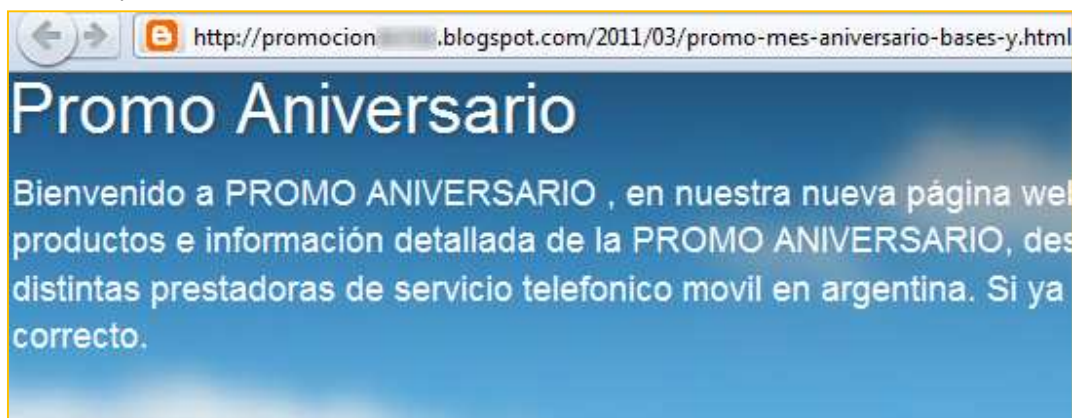 http://promocion .blogspot.com/2011/03/promo-mes-aniversario-bases-y.html
Promo Aniversario
Bienvenido a PROMO ANIVERSARIO , en nuestra nueva página
productos e información detallada de la PROMO ANIVERSARIO,
distintas prestadoras de servicio telefonico movil en argentina. Si ya
correcto.